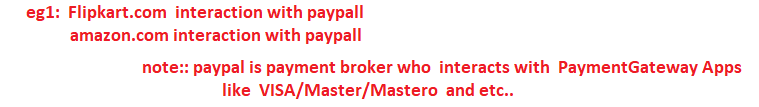 eg1:  Flipkart.com  interaction with paypall
amazon.com interaction with paypall
note:: paypal is payment broker who  interacts with  PaymentGateway Apps
like  VISA/Master/Mastero  and etc..